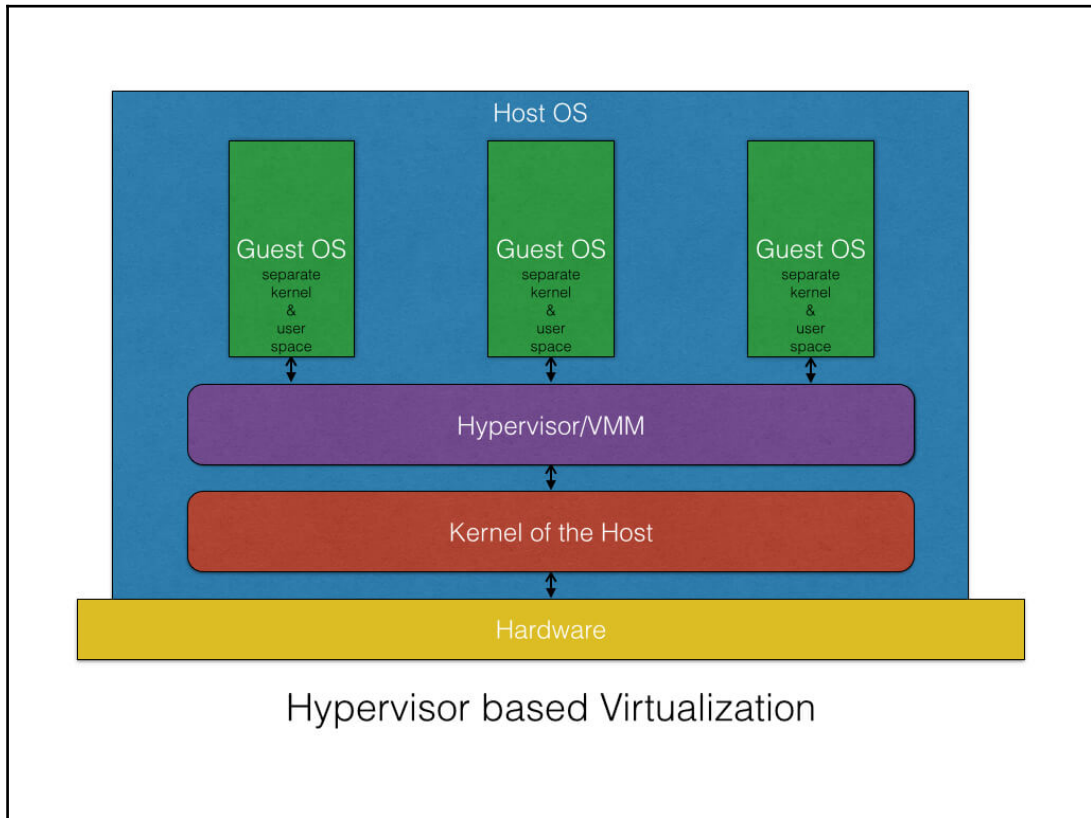 Host OS
Guest OS
separate
kernel
&
user
space
Guest OS
separate
kernel
&
user
space
Guest OS
separate
kernel
&
user
space
Hypervisor/VMM
Kernel of the Host
Hardware
Hypervisor based Virtualization